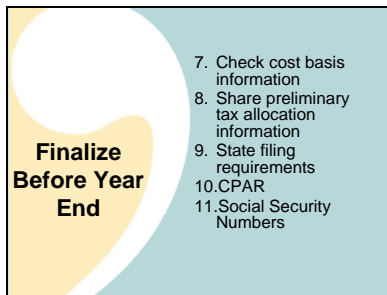 Finalize
Before Year
End
7. Check cost basis
information
8. Share preliminary
tax allocation
information
9. State filing
requirements
10.CPAR
11.Social Security
Numbers